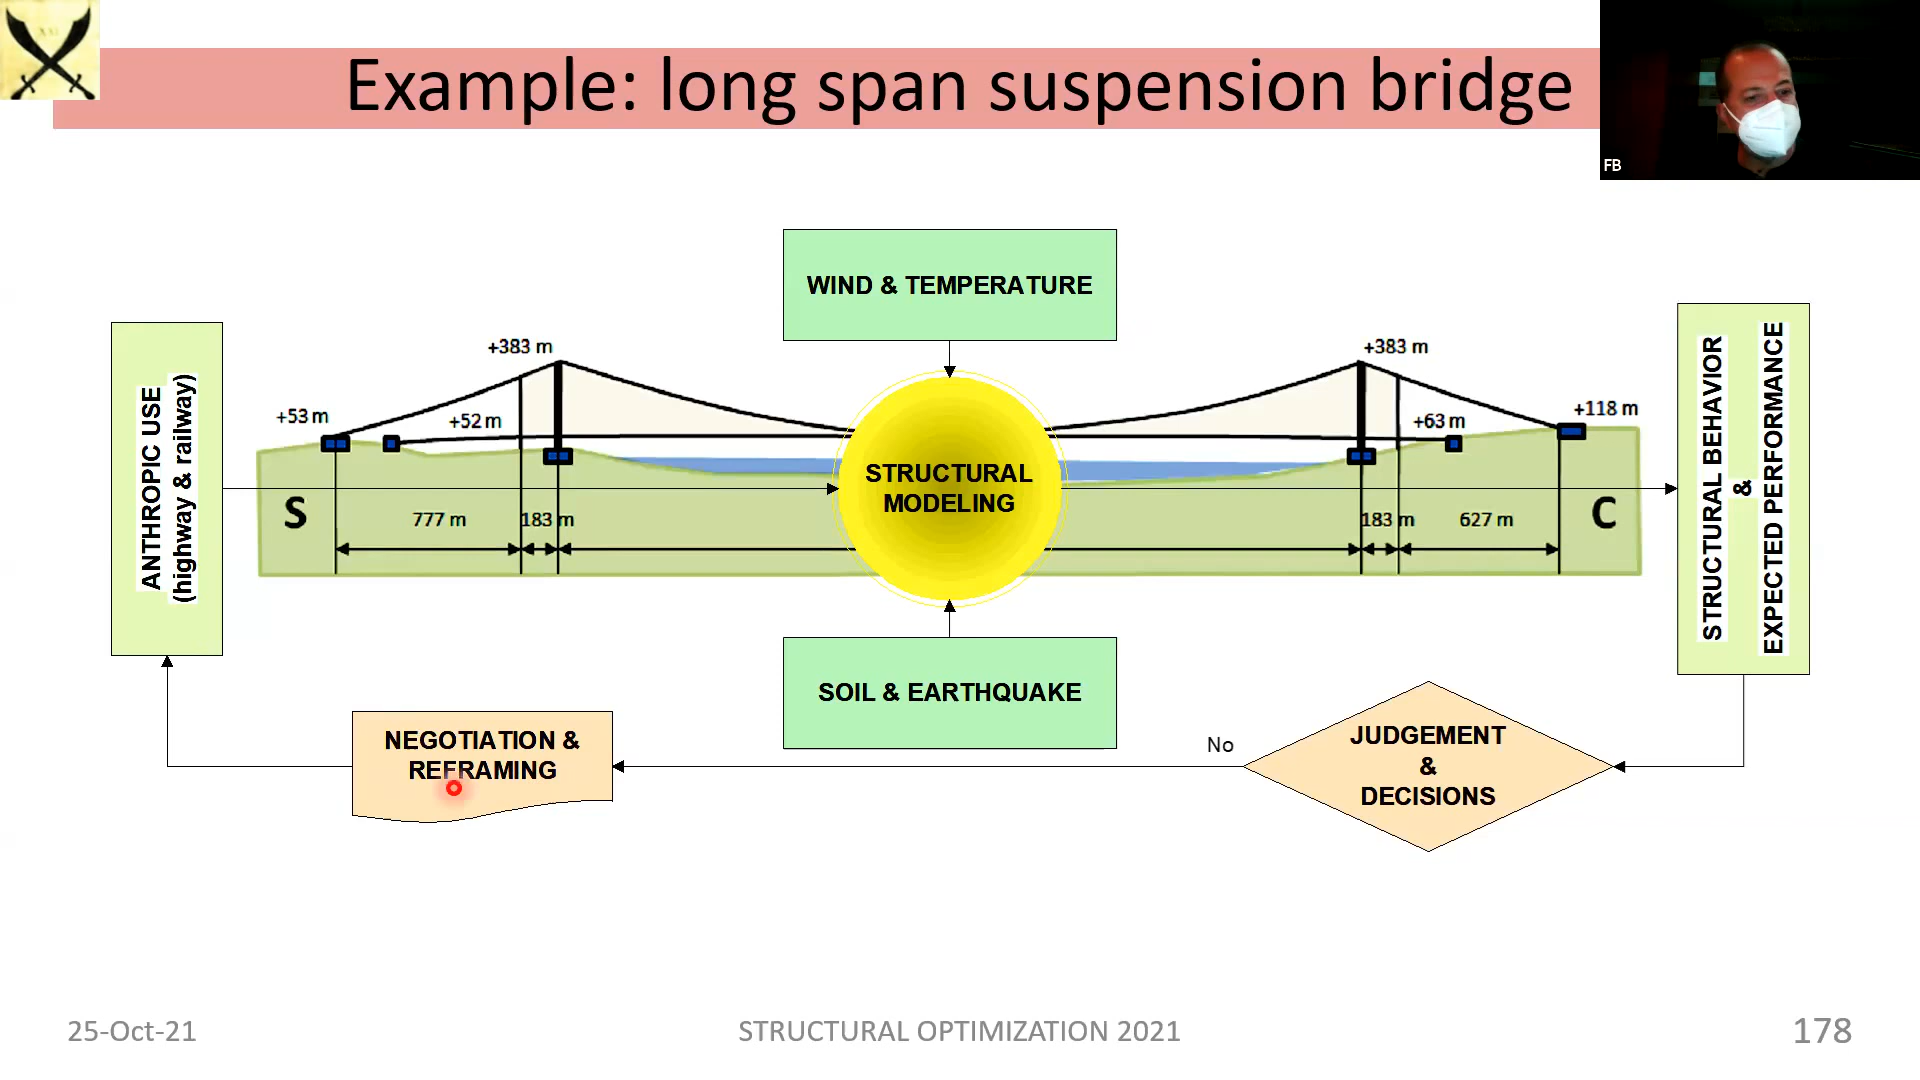 Example: long span suspension bridge
FB
WIND & TEMPERATURE
ANTHROPIC USE
(highway & railway)
+383 m
+383 m
+53 m
+52 m
+63 m
+118 m
STRUCTURAL
MODELING
S
777 m
183 m
183 m
627 m
C
STRUCTURAL BEHAVIOR
&
EXPECTED PERFORMANCE
SOIL & EARTHQUAKE
NEGOTIATION &
REFRAMING
No
JUDGEMENT
&
DECISIONS
25-Oct-21
STRUCTURAL OPTIMIZATION 2021
178